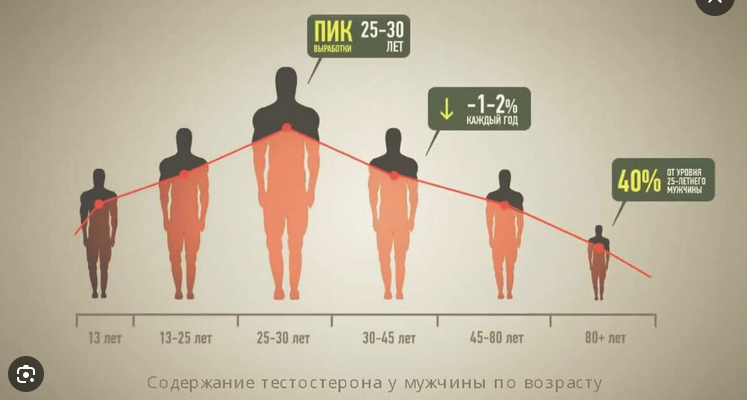 ПИК 25-30
ВЫРАБОТКИ ЛЕТ
↓ -1-2%
КАЖДЫЙ ГОД
40% ОТ УРОВНЯ
25-ЛЕТНЕГО
МУЖЧИНЫ
13 лет 13-25 лет 25-30 лет 30-45 лет 45-80 лет 80+ лет
Содержание тестостерона у мужчины по возрасту